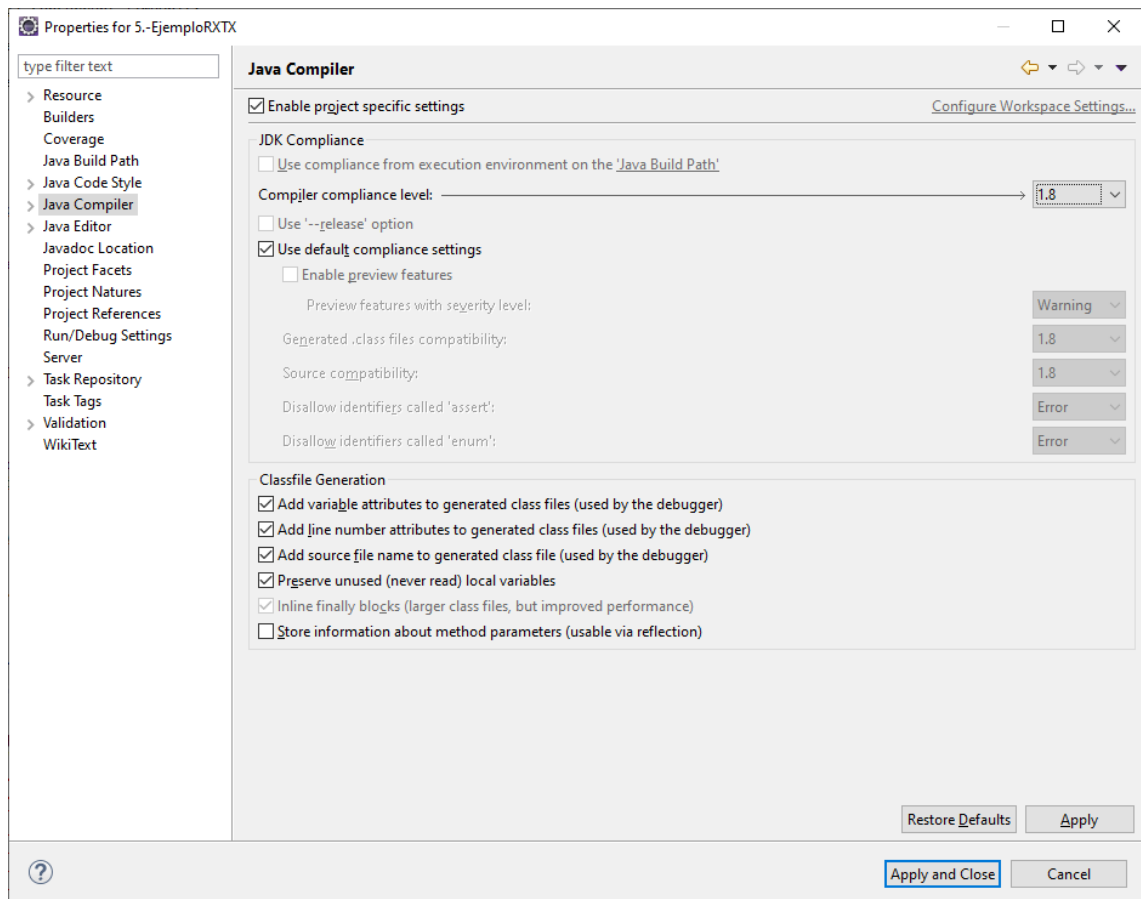 Properties for 5.-EjemploRXTX
type filter text
Resource
Builders
Coverage
Java Build Path
Java Code Style
Java Compiler
Java Editor
Javadoc Location
Project Facets
Project Natures
Project References
Run/Debug Settings
Server
Task Repository
Task Tags
Validation
WikiText
Java Compiler
Enable project specific settings
Configure Workspace Settings...
JDK Compliance
Use compliance from execution environment on the 'Java Build Path'
Compiler compliance level: 1.8
Use '--release' option
Use default compliance settings
Enable preview features
Preview features with severity level: Warning
Generated .class files compatibility: 1.8
Source compatibility: 1.8
Disallow identifiers called 'assert': Error
Disallow identifiers called 'enum': Error
Classfile Generation
Add variable attributes to generated class files (used by the debugger)
Add line number attributes to generated class files (used by the debugger)
Add source file name to generated class file (used by the debugger)
Preserve unused (never read) local variables
Inline finally blocks (larger class files, but improved performance)
Store information about method parameters (usable via reflection)
Restore Defaults
Apply
?
Apply and Close
Cancel